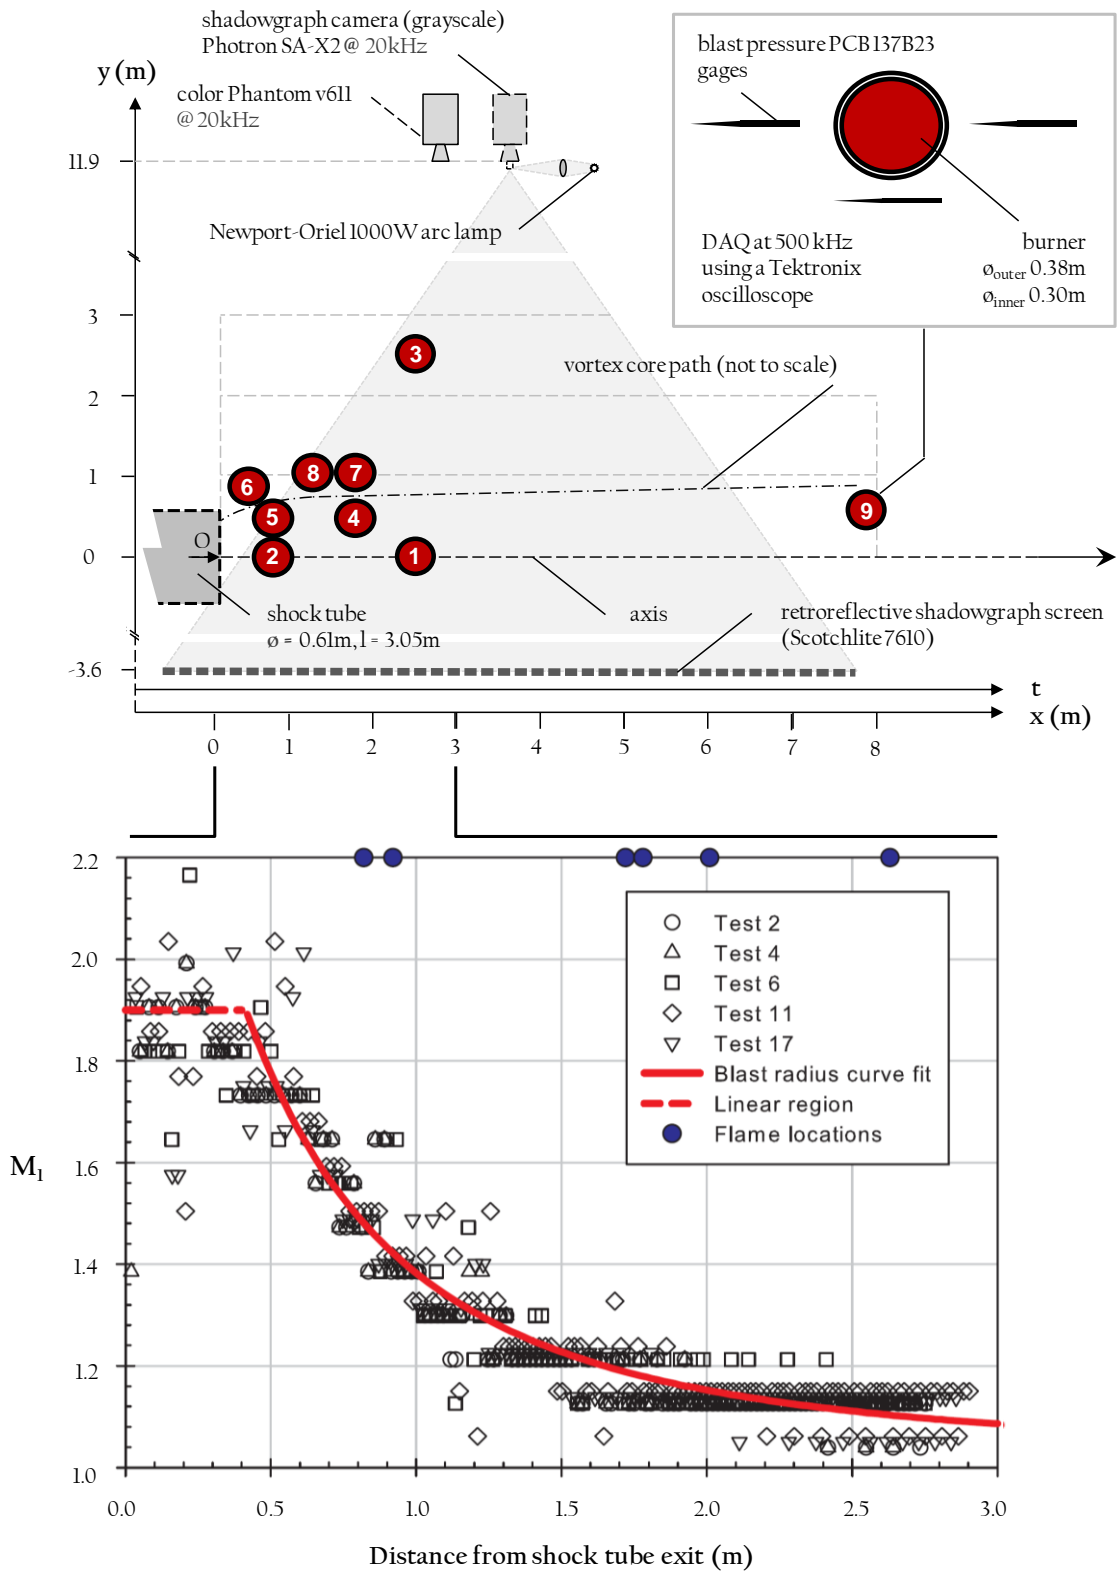 shadowgraph camera (grayscale)
Photron SA-X2 @ 20kHz
y (m)
color Phantom v611
@ 20kHz
11.9
Newport-Oriel 1000W arc lamp
blast pressure PCB 137B23
gages
DAQ at 500 kHz
using a Tektronix
oscilloscope
burner
øouter 0.38m
øinner 0.30m
3
3
vortex core path (not to scale)
2
1
8
7
6
5
4
9
O
0
2
1
shock tube
ø = 0.61m, l = 3.05m
axis
retroreflective shadowgraph screen
(Scotchlite 7610)
-3.6
t
x (m)
0 1 2 3 4 5 6 7 8
2.2
2.0
1.8
1.6
1.4
1.2
1.0
M1
Test 2
Test 4
Test 6
Test 11
Test 17
Blast radius curve fit
Linear region
Flame locations
0.0 0.5 1.0 1.5 2.0 2.5 3.0
Distance from shock tube exit (m)